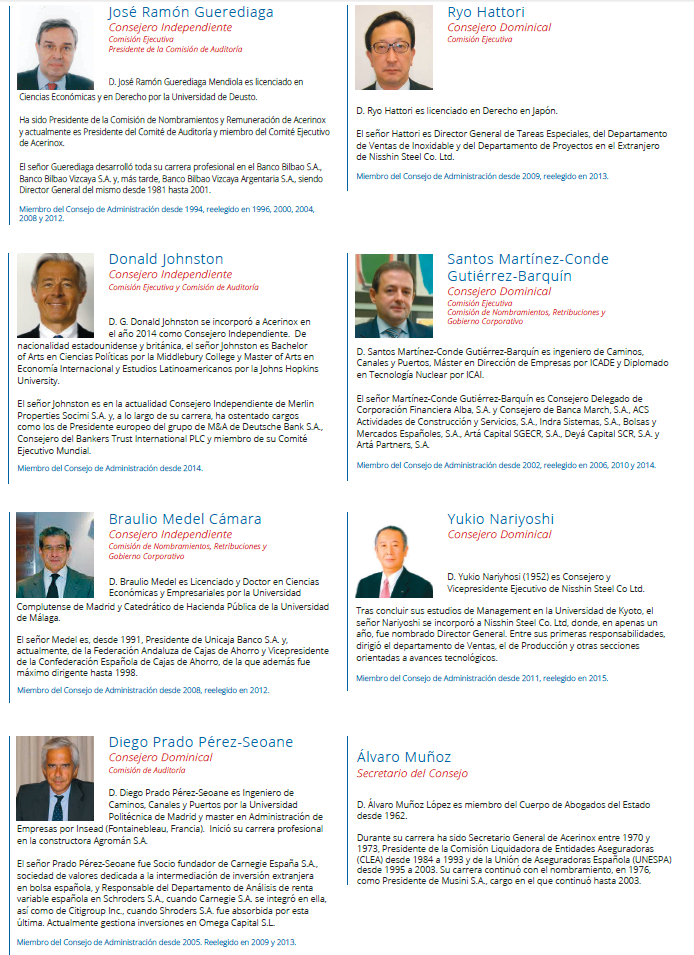 José Ramón Guerediaga
Consejero Independiente
Comisión Ejecutiva
Presidente de la Comisión de Auditoría
D. José Ramón Guerediaga Mendiola es licenciado en
Ciencias Económicas y en Derecho por la Universidad de Deusto.
Ha sido Presidente de la Comisión de Nombramientos y Remuneración de Acerinox
y actualmente es Presidente del Comité de Auditoría y miembro del Comité Ejecutivo
de Acerinox.
El señor Guerediaga desarrolló toda su carrera profesional en el Banco Bilbao S.A.,
Banco Bilbao Vizcaya S.A. y, más tarde, Banco Bilbao Vizcaya Argentaria S.A., siendo
Director General del mismo desde 1981 hasta 2001.
Miembro del Consejo de Administración desde 1994, reelegido en 1996, 2000, 2004,
2008 y 2012.
Ryo Hattori
Consejero Dominical
Comisión Ejecutiva
D. Ryo Hattori es licenciado en Derecho en Japón.
El señor Hattori es Director General de Tareas Especiales, del Departamento
de Ventas de Inoxidable y del Departamento de Proyectos en el Extranjero
de Nisshin Steel Co. Ltd.
Miembro del Consejo de Administración desde 2009, reelegido en 2013.
Donald Johnston
Consejero Independiente
Comisión Ejecutiva y Comisión de Auditoría
D. G. Donald Johnston se incorporó a Acerinox en
el año 2014 como Consejero Independiente. De
nacionalidad estadounidense y británica, el señor Johnston es Bachelor
of Arts en Ciencias Políticas por la Middlebury College y Master of Arts en
Economía Internacional y Estudios Latinoamericanos por la Johns Hopkins
University.
El señor Johnston es en la actualidad Consejero Independiente de Merlin
Properties Socimi S.A. y, a lo largo de su carrera, ha ostentado cargos
como los de Presidente europeo del grupo de M&A de Deutsche Bank S.A.,
Consejero del Bankers Trust International PLC y miembro de su Comité
Ejecutivo Mundial.
Miembro del Consejo de Administración desde 2014.
Santos Martínez-Conde
Gutiérrez-Barquín
Consejero Dominical
Comisión Ejecutiva
Comisión de Nombramientos, Retribuciones y
Gobierno Corporativo
D. Santos Martínez-Conde Gutiérrez-Barquín es ingeniero de Caminos,
Canales y Puertos, Máster en Dirección de Empresas por ICADE y Diplomado
en Tecnología Nuclear por ICAI.
El señor Martínez-Conde Gutiérrez-Barquín es Consejero Delegado de
Corporación Financiera Alba, S.A. y Consejero de Banca March, S.A., ACS
Actividades de Construcción y Servicios, S.A., Indra Sistemas, S.A., Bolsas y
Mercados Españoles, S.A., Artá Capital SGECR, S.A., Deyá Capital SCR, S.A. y
Artá Partners, S.A.
Miembro del Consejo de Administración desde 2002, reelegido en 2006, 2010 y 2014.
Braulio Medel Cámara
Consejero Independiente
Comisión de Nombramientos, Retribuciones y
Gobierno Corporativo
D. Braulio Medel es Licenciado y Doctor en Ciencias
Económicas y Empresariales por la Universidad
Complutense de Madrid y Catedrático de Hacienda Pública de la Universidad
de Málaga.
El señor Medel es, desde 1991, Presidente de Unicaja Banco S.A. y,
actualmente, de la Federación Andaluza de Cajas de Ahorro y Vicepresidente
de la Confederación Española de Cajas de Ahorro, de la que además fue
máximo dirigente hasta 1998.
Miembro del Consejo de Administración desde 2008, reelegido en 2012.
Yukio Nariyoshi
Consejero Dominical
D. Yukio Nariyhosi (1952) es Consejero y
Vicepresidente Ejecutivo de Nisshin Steel Co Ltd.
Tras concluir sus estudios de Management en la Universidad de Kyoto, el
señor Nariyoshi se incorporó a Nisshin Steel Co. Ltd, donde, en apenas un
año, fue nombrado Director General. Entre sus primeras responsabilidades,
dirigió el departamento de Ventas, el de Producción y otras secciones
orientadas a avances tecnológicos.
Miembro del Consejo de Administración desde 2011, reelegido en 2015.
Diego Prado Pérez-Seoane
Consejero Dominical
Comisión de Auditoría
D. Diego Prado Pérez-Seoane es Ingeniero de
Caminos, Canales y Puertos por la Universidad
Politécnica de Madrid y master en Administración de
Empresas por Insead (Fontainebleau, Francia). Inició su carrera profesional
en la constructora Agromán S.A.
El señor Prado Pérez-Seoane fue Socio fundador de Carnegie España S.A.,
sociedad de valores dedicada a la intermediación de inversión extranjera
en bolsa española, y Responsable del Departamento de Análisis de renta
variable española en Schroders S.A., cuando Carnegie S.A. se integró en ella,
así como de Citigroup Inc., cuando Shroders S.A. fue absorbida por esta
última. Actualmente gestiona inversiones en Omega Capital S.L.
Miembro del Consejo de Administración desde 2005. Reelegido en 2009 y 2013.
Álvaro Muñoz
Secretario del Consejo
D. Álvaro Muñoz López es miembro del Cuerpo de Abogados del Estado
desde 1962.
Durante su carrera ha sido Secretario General de Acerinox entre 1970 y
1973, Presidente de la Comisión Liquidadora de Entidades Aseguradoras
(CLEA) desde 1984 a 1993 y de la Unión de Aseguradoras Española (UNESPA)
desde 1995 a 2003. Su carrera continuó con el nombramiento, en 1976,
como Presidente de Musini S.A., cargo en el que continuó hasta 2003.